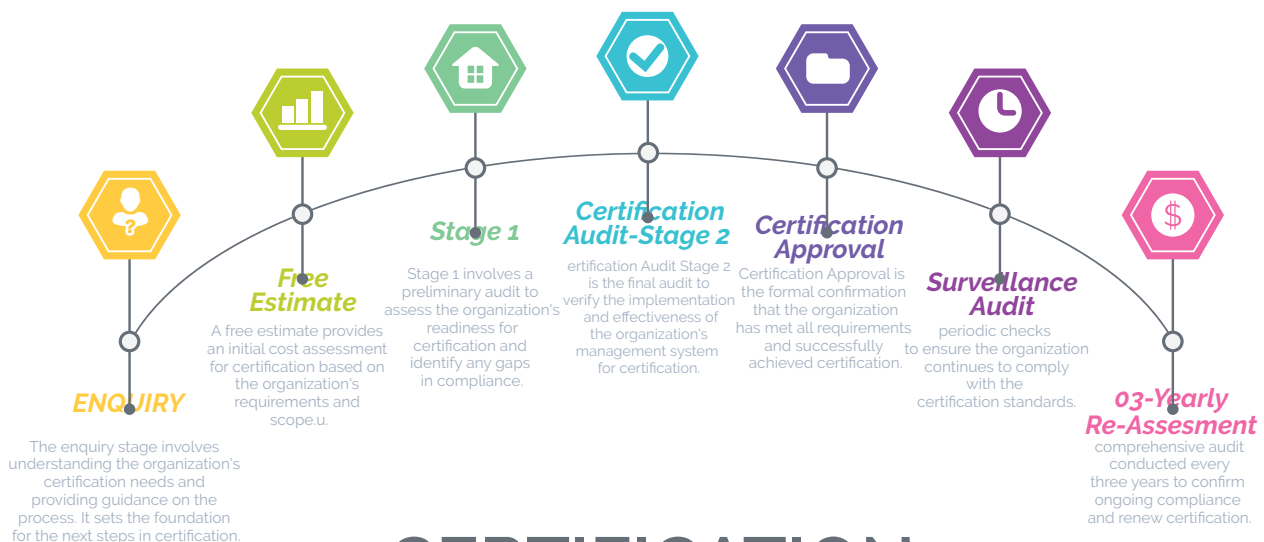 ENQUIRY
The enquiry stage involves
understanding the organization's
certification needs and
providing guidance on the
process. It sets the foundation
for the next steps in certification.
Free
Estimate
A free estimate provides
an initial cost assessment
for certification based on
the organization's
requirements and
scope.u.
Stage 1
Stage 1 involves a
preliminary audit to
assess the organization's
readiness for
certification and
identify any gaps
in compliance.
Certification
Audit-Stage 2
ertification Audit Stage 2
is the final audit to
verify the implementation
and effectiveness of
the organization's
management system
for certification.
Certification
Approval
Certification Approval is
the formal confirmation
that the organization
has met all requirements
and successfully
achieved certification.
Surveillance
Audit
periodic checks
to ensure the organization
continues to comply
with the
certification standards.
03-Yearly
Re-Assesment
comprehensive audit
conducted every
three years to confirm
ongoing compliance
and renew certification.
CERTIFICATION